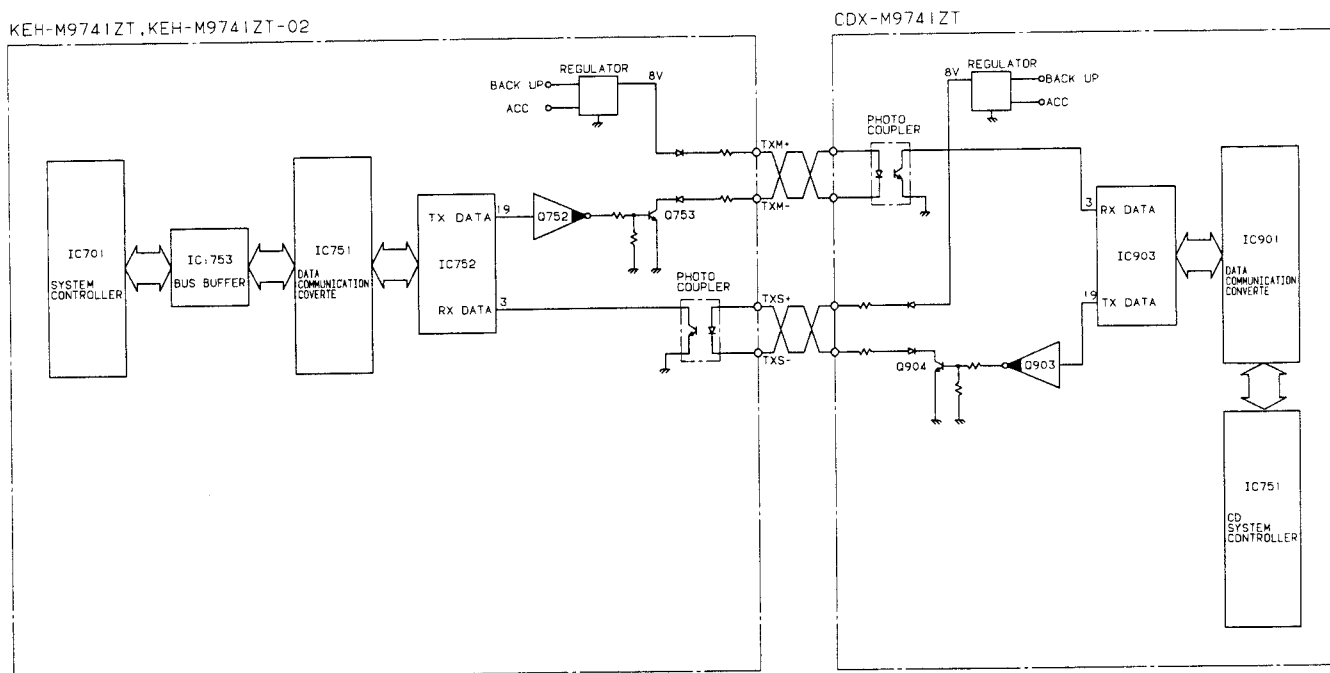 KEH-M9741ZT, KEH-M9741ZT-02
CDX-M9741ZT
REGULATOR
BACK UP
ACC
8V
8V
REGULATOR
BACK UP
ACC
PHOTO
COUPLER
TXM+
TXM-
IC701
SYSTEM
CONTROLLER
IC:753
BUS BUFFER
IC751
DATA
COMMUNICATION
COVERTE
TX DATA
19
IC752
RX DATA
3
Q752
Q753
PHOTO
COUPLER
TXS+
TXS-
Q904
Q903
3
RX DATA
IC903
19
TX DATA
IC901
DATA
COMMUNICATION
CONVERTE
IC751
CD
SYSTEM
CONTROLLER